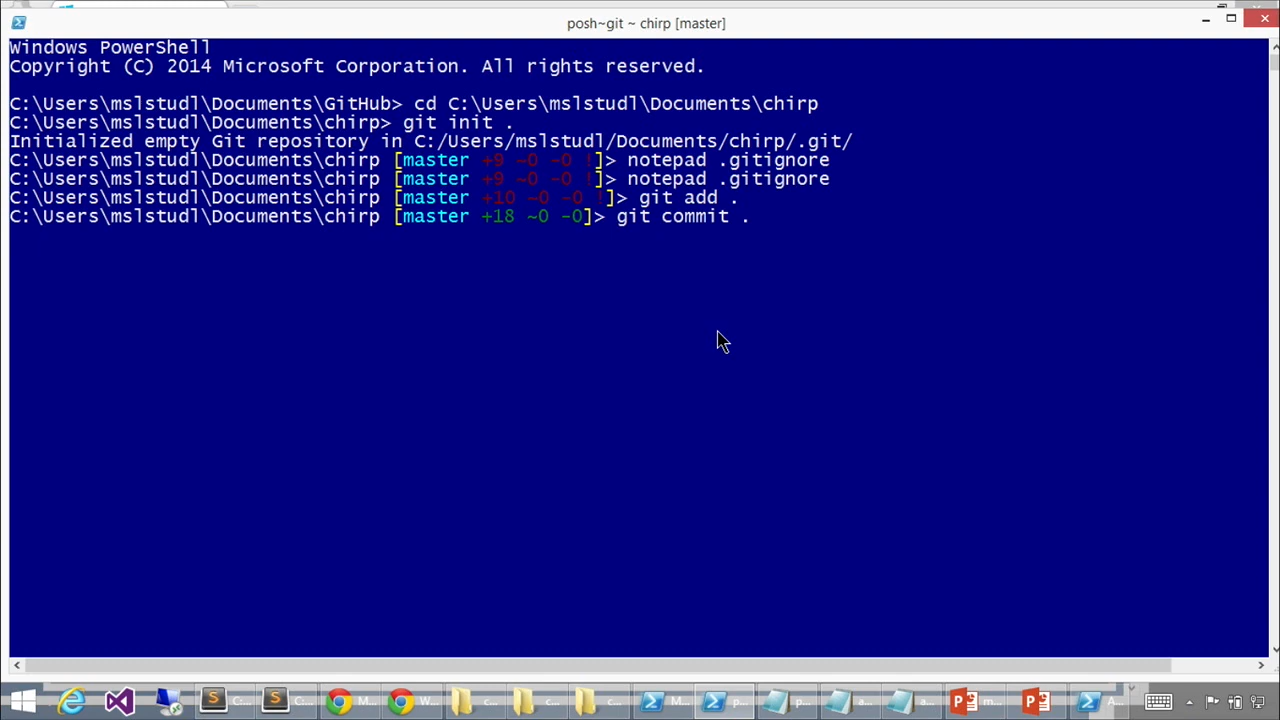 posh~git ~ chirp [master]
Windows PowerShell
Copyright (C) 2014 Microsoft Corporation. All rights reserved.
C:\Users\mslstudl\Documents\GitHub> cd C:\Users\mslstudl\Documents\chirp
C:\Users\mslstudl\Documents\chirp> git init .
Initialized empty Git repository in C:/Users/mslstudl/Documents/chirp/.git/
C:\Users\mslstudl\Documents\chirp [master +9 ~0 -0 !]> notepad .gitignore
C:\Users\mslstudl\Documents\chirp [master +9 ~0 -0 !]> notepad .gitignore
C:\Users\mslstudl\Documents\chirp [master +10 ~0 -0 !]> git add .
C:\Users\mslstudl\Documents\chirp [master +18 ~0 -0]> git commit .
C... C... M... W... c... c... c... M... p... p... a... a... m... A...